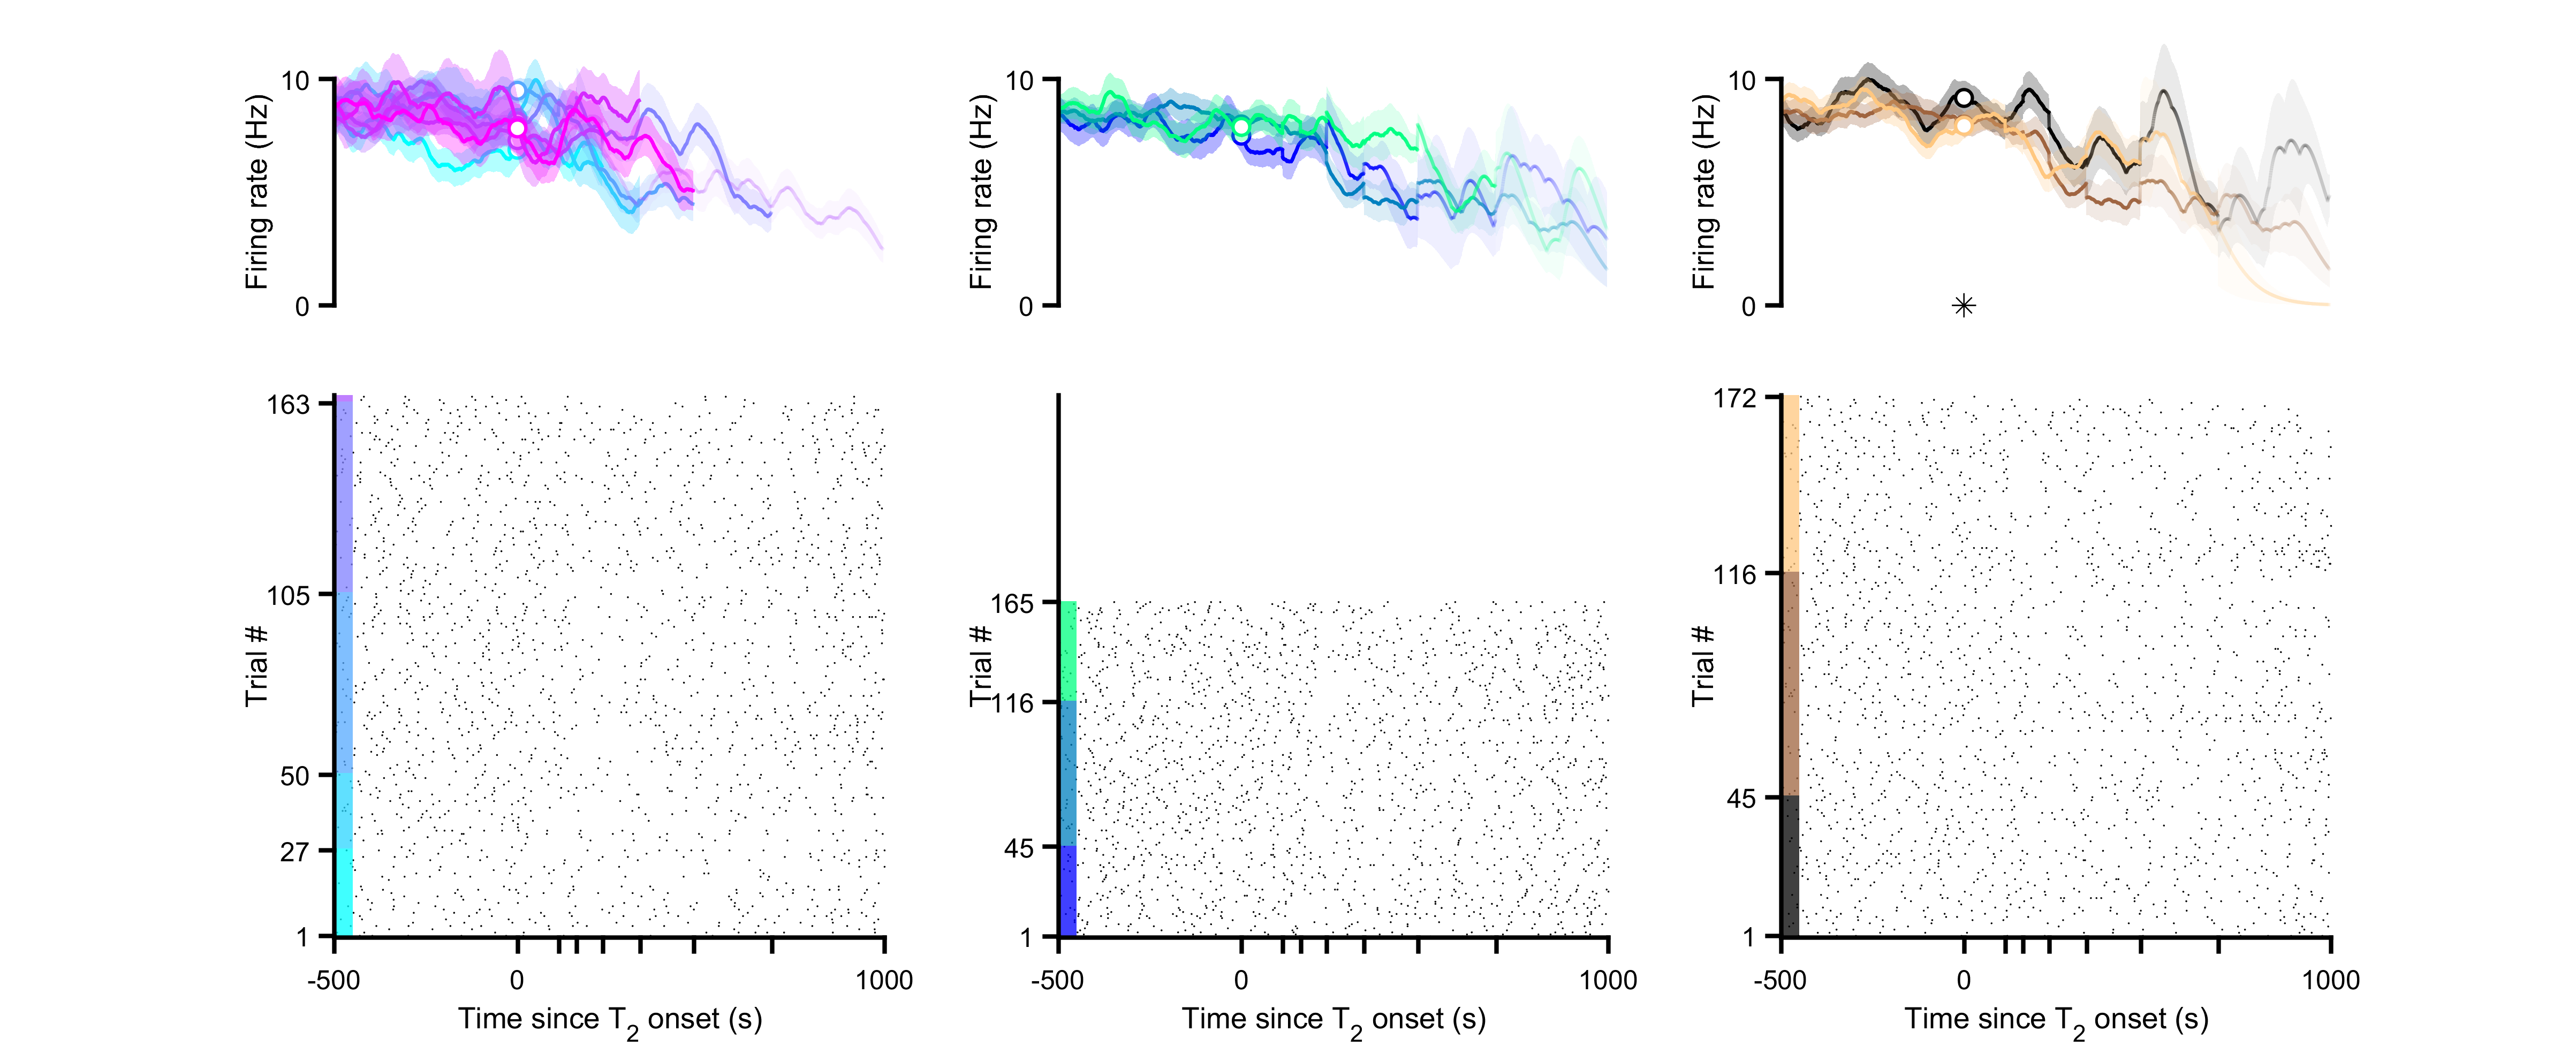 10
Firing rate (Hz)
0
163
105
Trial #
50
27
1
-500 0 1000
Time since T2 onset (s)
10
Firing rate (Hz)
0
165
Trial #
116
45
1
-500 0 1000
Time since T2 onset (s)
10
Firing rate (Hz)
0
172
116
Trial #
45
1
-500 0 1000
Time since T2 onset (s)